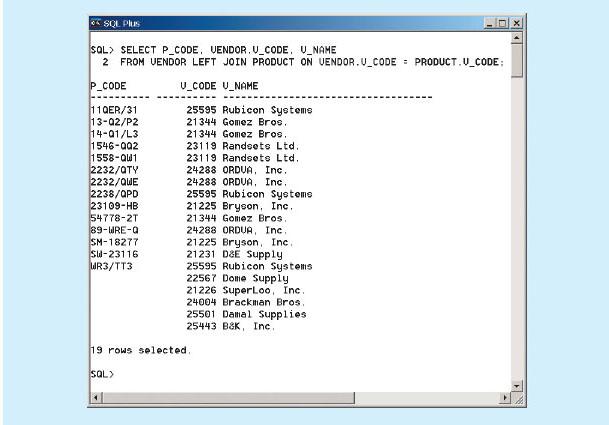 SQL Plus
SQL> SELECT P_CODE, VENDOR.V_CODE, V_NAME
2 FROM VENDOR LEFT JOIN PRODUCT ON VENDOR.V_CODE = PRODUCT.V_CODE;
P_CODE V_CODE V_NAME
---------- ---------- -----------------------------------
11QER/31 25595 Rubicon Systems
13-Q2/P2 21344 Gomez Bros.
14-Q1/L3 21344 Gomez Bros.
1546-QQ2 23119 Randsets Ltd.
1558-QW1 23119 Randsets Ltd.
2232/QTY 24288 ORDVA, Inc.
2232/QWE 24288 ORDVA, Inc.
2238/QPD 25595 Rubicon Systems
23109-HB 21225 Bryson, Inc.
54778-2T 21344 Gomez Bros.
89-WRE-Q 24288 ORDVA, Inc.
SM-18277 21225 Bryson, Inc.
SW-23116 21231 D&E Supply
WR3/TT3 25595 Rubicon Systems
22567 Dome Supply
21226 SuperLoo, Inc.
24004 Brackman Bros.
25501 Damal Supplies
25443 B&K, Inc.
19 rows selected.
SQL>